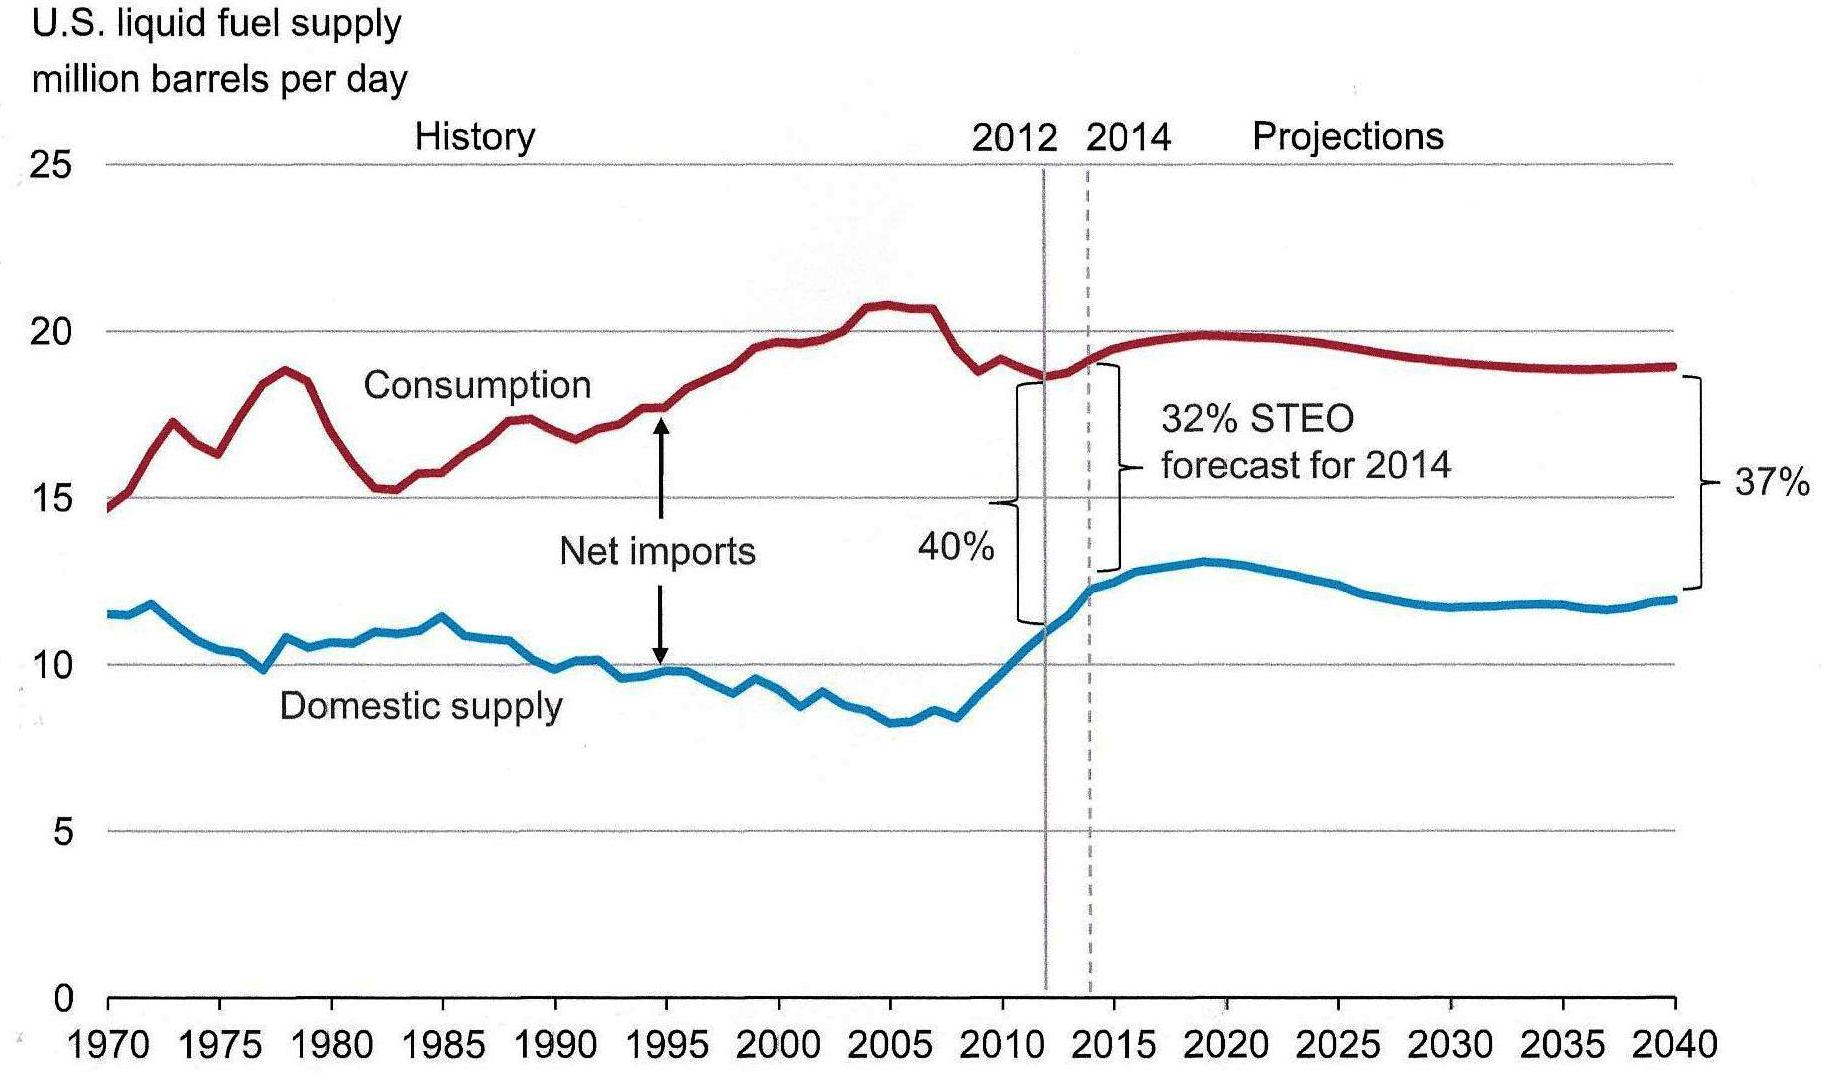 U.S. liquid fuel supply
million barrels per day
History
2012
2014
Projections
25
20
15
10
5
0
Consumption
Net imports
Domestic supply
40%
32% STEO
forecast for 2014
37%
1970 1975 1980 1985 1990 1995 2000 2005 2010 2015 2020 2025 2030 2035 2040